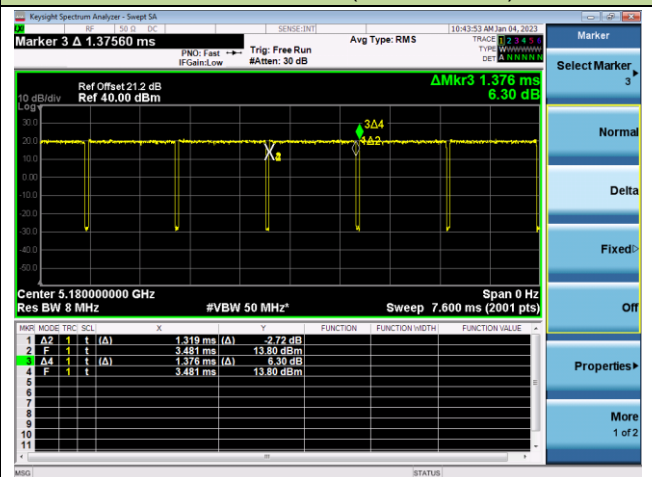 Keysight Spectrum Analyzer - Swept SA
RF 50 Ω DC SENSE:INT 10:43:53 AM Jan 04, 2023
Marker 3 Δ 1.37560 ms
PNO: Fast
IFGain:Low
Trig: Free Run
#Atten: 30 dB
Avg Type: RMS
TRACE 1 2 3 4 5 6
TYPE WWWWWW
DET A N N N N N
ΔMkr3 1.376 ms
6.30 dB
Ref Offset 21.2 dB
10 dB/div Ref 40.00 dBm
Log
30.0
20.0
10.0
0.00
-10.0
-20.0
-30.0
-40.0
-50.0
3Δ4
1Δ2
Center 5.180000000 GHz Span 0 Hz
Res BW 8 MHz #VBW 50 MHz* Sweep 7.600 ms (2001 pts)
MKR MODE TRC SCL X Y FUNCTION FUNCTION WIDTH FUNCTION VALUE
1 Δ2 1 t (Δ) 1.319 ms (Δ) -2.72 dB
2 F 1 t 3.481 ms 13.80 dBm
3 Δ4 1 t (Δ) 1.376 ms (Δ) 6.30 dB
4 F 1 t 3.481 ms 13.80 dBm
5
6
7
8
9
10
11
MSG STATUS
Marker
Select Marker
3
Normal
Delta
Fixed
Off
Properties
More
1 of 2